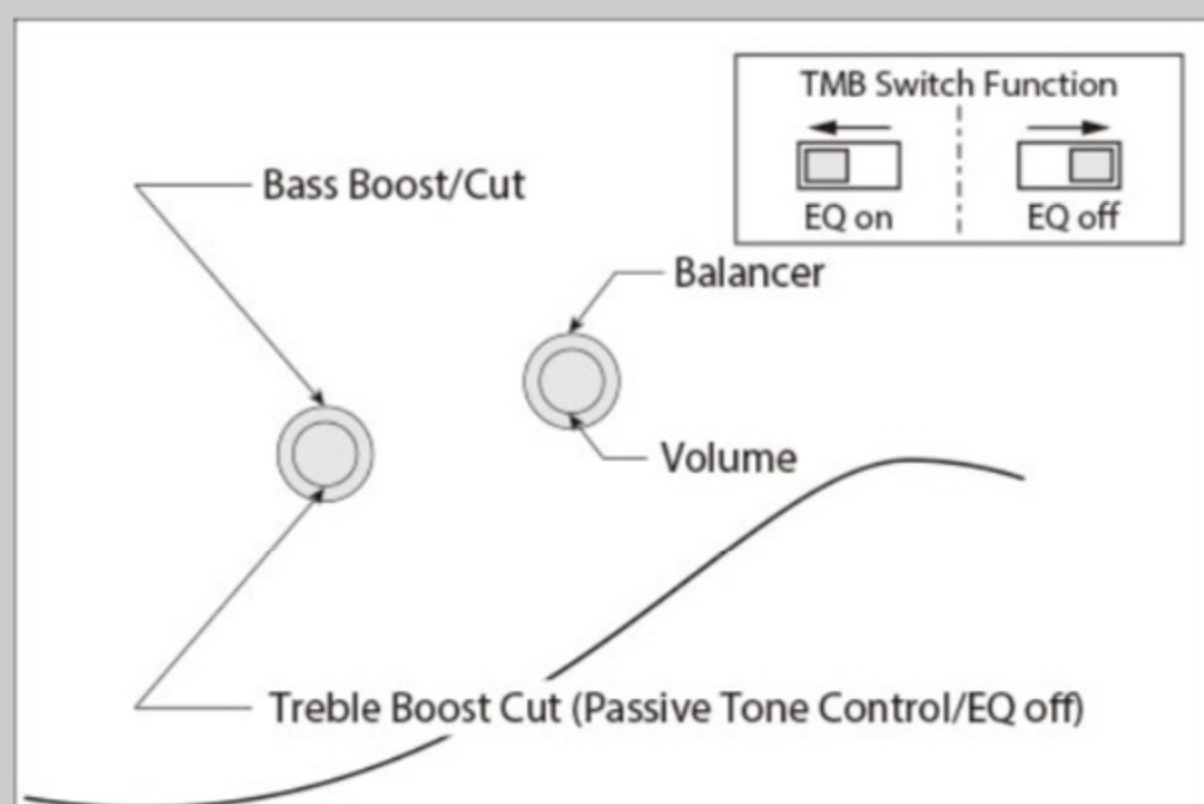 TMB Switch Function
EQ on
EQ off
Bass Boost/Cut
Balancer
Volume
Treble Boost Cut (Passive Tone Control/EQ off)